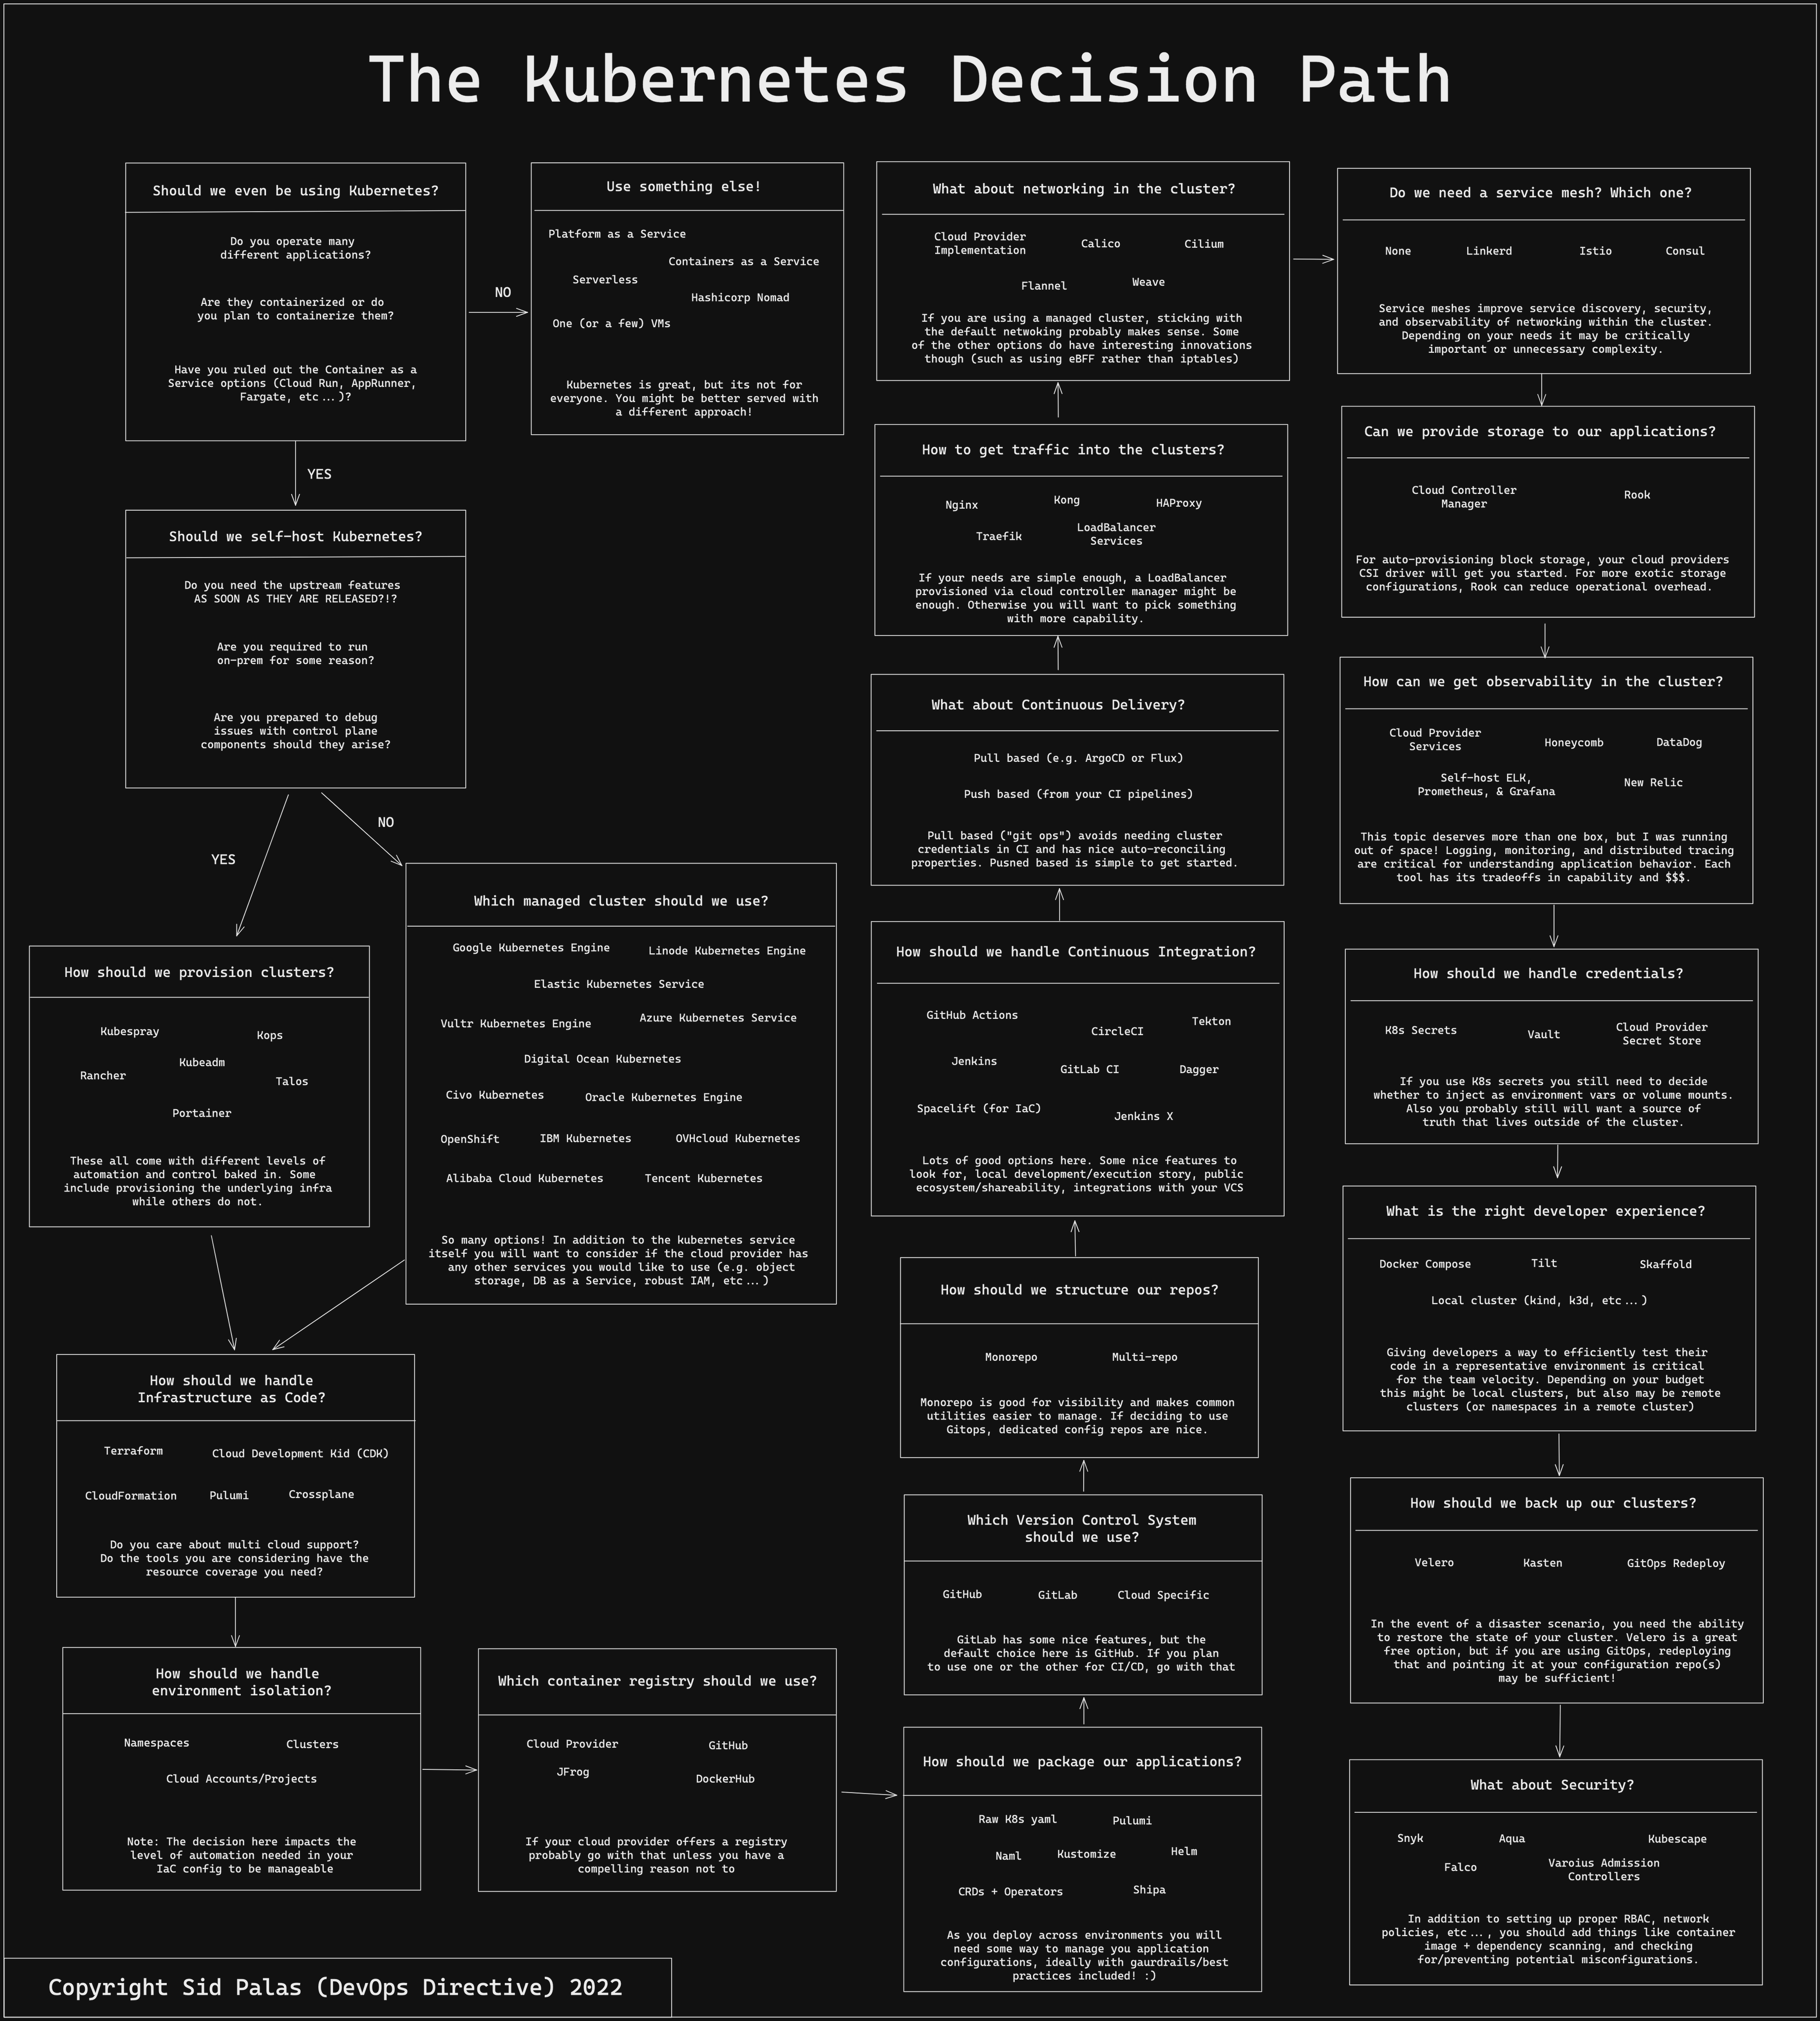 The Kubernetes Decision Path
Should we even be using Kubernetes?
Do you operate many
different applications?
Are they containerized or do
you plan to containerize them?
Have you ruled out the Container as a
Service options (Cloud Run, AppRunner,
Fargate, etc...)?
NO
Use something else!
Platform as a Service
Containers as a Service
Serverless
Hashicorp Nomad
One (or a few) VMs
Kubernetes is great, but its not for
everyone. You might be better served with
a different approach!
YES
Should we self-host Kubernetes?
Do you need the upstream features
AS SOON AS THEY ARE RELEASED?!?
Are you required to run
on-prem for some reason?
Are you prepared to debug
issues with control plane
components should they arise?
YES
NO
How should we provision clusters?
Kubespray
Kops
Kubeadm
Rancher
Talos
Portainer
These all come with different levels of
automation and control baked in. Some
include provisioning the underlying infra
while others do not.
Which managed cluster should we use?
Google Kubernetes Engine
Linode Kubernetes Engine
Elastic Kubernetes Service
Vultr Kubernetes Engine
Azure Kubernetes Service
Digital Ocean Kubernetes
Civo Kubernetes
Oracle Kubernetes Engine
OpenShift
IBM Kubernetes
OVHcloud Kubernetes
Alibaba Cloud Kubernetes
Tencent Kubernetes
So many options! In addition to the kubernetes service
itself you will want to consider if the cloud provider has
any other services you would like to use (e.g. object
storage, DB as a Service, robust IAM, etc...)
How should we handle
Infrastructure as Code?
Terraform
Cloud Development Kid (CDK)
CloudFormation
Pulumi
Crossplane
Do you care about multi cloud support?
Do the tools you are considering have the
resource coverage you need?
How should we handle
environment isolation?
Namespaces
Clusters
Cloud Accounts/Projects
Note: The decision here impacts the
level of automation needed in your
IaC config to be manageable
Which container registry should we use?
Cloud Provider
GitHub
JFrog
DockerHub
If your cloud provider offers a registry
probably go with that unless you have a
compelling reason not to
How should we package our applications?
Raw K8s yaml
Pulumi
Naml
Kustomize
Helm
CRDs + Operators
Shipa
As you deploy across environments you will
need some way to manage you application
configurations, ideally with gaurdrails/best
practices included! :)
Which Version Control System
should we use?
GitHub
GitLab
Cloud Specific
GitLab has some nice features, but the
default choice here is GitHub. If you plan
to use one or the other for CI/CD, go with that
How should we structure our repos?
Monorepo
Multi-repo
Monorepo is good for visibility and makes common
utilities easier to manage. If deciding to use
Gitops, dedicated config repos are nice.
How should we handle Continuous Integration?
GitHub Actions
CircleCI
Tekton
Jenkins
GitLab CI
Dagger
Spacelift (for IaC)
Jenkins X
Lots of good options here. Some nice features to
look for, local development/execution story, public
ecosystem/shareability, integrations with your VCS
What about Continuous Delivery?
Pull based (e.g. ArgoCD or Flux)
Push based (from your CI pipelines)
Pull based ("git ops") avoids needing cluster
credentials in CI and has nice auto-reconciling
properties. Pusned based is simple to get started.
How to get traffic into the clusters?
Nginx
Kong
HAProxy
Traefik
LoadBalancer
Services
If your needs are simple enough, a LoadBalancer
provisioned via cloud controller manager might be
enough. Otherwise you will want to pick something
with more capability.
What about networking in the cluster?
Cloud Provider
Implementation
Calico
Cilium
Flannel
Weave
If you are using a managed cluster, sticking with
the default netwoking probably makes sense. Some
of the other options do have interesting innovations
though (such as using eBFF rather than iptables)
Do we need a service mesh? Which one?
None
Linkerd
Istio
Consul
Service meshes improve service discovery, security,
and observability of networking within the cluster.
Depending on your needs it may be critically
important or unnecessary complexity.
Can we provide storage to our applications?
Cloud Controller
Manager
Rook
For auto-provisioning block storage, your cloud providers
CSI driver will get you started. For more exotic storage
configurations, Rook can reduce operational overhead.
How can we get observability in the cluster?
Cloud Provider
Services
Honeycomb
DataDog
Self-host ELK,
Prometheus, & Grafana
New Relic
This topic deserves more than one box, but I was running
out of space! Logging, monitoring, and distributed tracing
are critical for understanding application behavior. Each
tool has its tradeoffs in capability and $$$.
How should we handle credentials?
K8s Secrets
Vault
Cloud Provider
Secret Store
If you use K8s secrets you still need to decide
whether to inject as environment vars or volume mounts.
Also you probably still will want a source of
truth that lives outside of the cluster.
What is the right developer experience?
Docker Compose
Tilt
Skaffold
Local cluster (kind, k3d, etc...)
Giving developers a way to efficiently test their
code in a representative environment is critical
for the team velocity. Depending on your budget
this might be local clusters, but also may be remote
clusters (or namespaces in a remote cluster)
How should we back up our clusters?
Velero
Kasten
GitOps Redeploy
In the event of a disaster scenario, you need the ability
to restore the state of your cluster. Velero is a great
free option, but if you are using GitOps, redeploying
that and pointing it at your configuration repo(s)
may be sufficient!
What about Security?
Snyk
Aqua
Kubescape
Falco
Varoius Admission
Controllers
In addition to setting up proper RBAC, network
policies, etc..., you should add things like container
image + dependency scanning, and checking
for/preventing potential misconfigurations.
Copyright Sid Palas (DevOps Directive) 2022